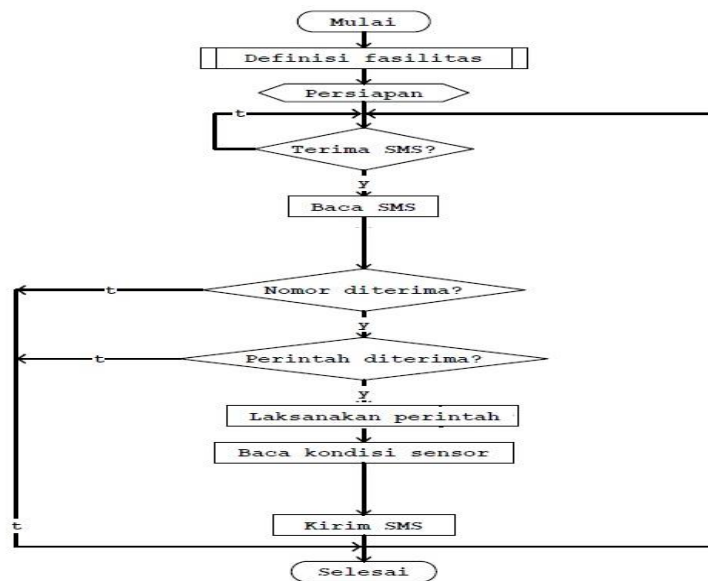 Mulai
Definisi fasilitas
Persiapan
t
Terima SMS?
y
Baca SMS
t
Nomor diterima?
y
t
Perintah diterima?
y
Laksanakan perintah
Baca kondisi sensor
t
Kirim SMS
Selesai